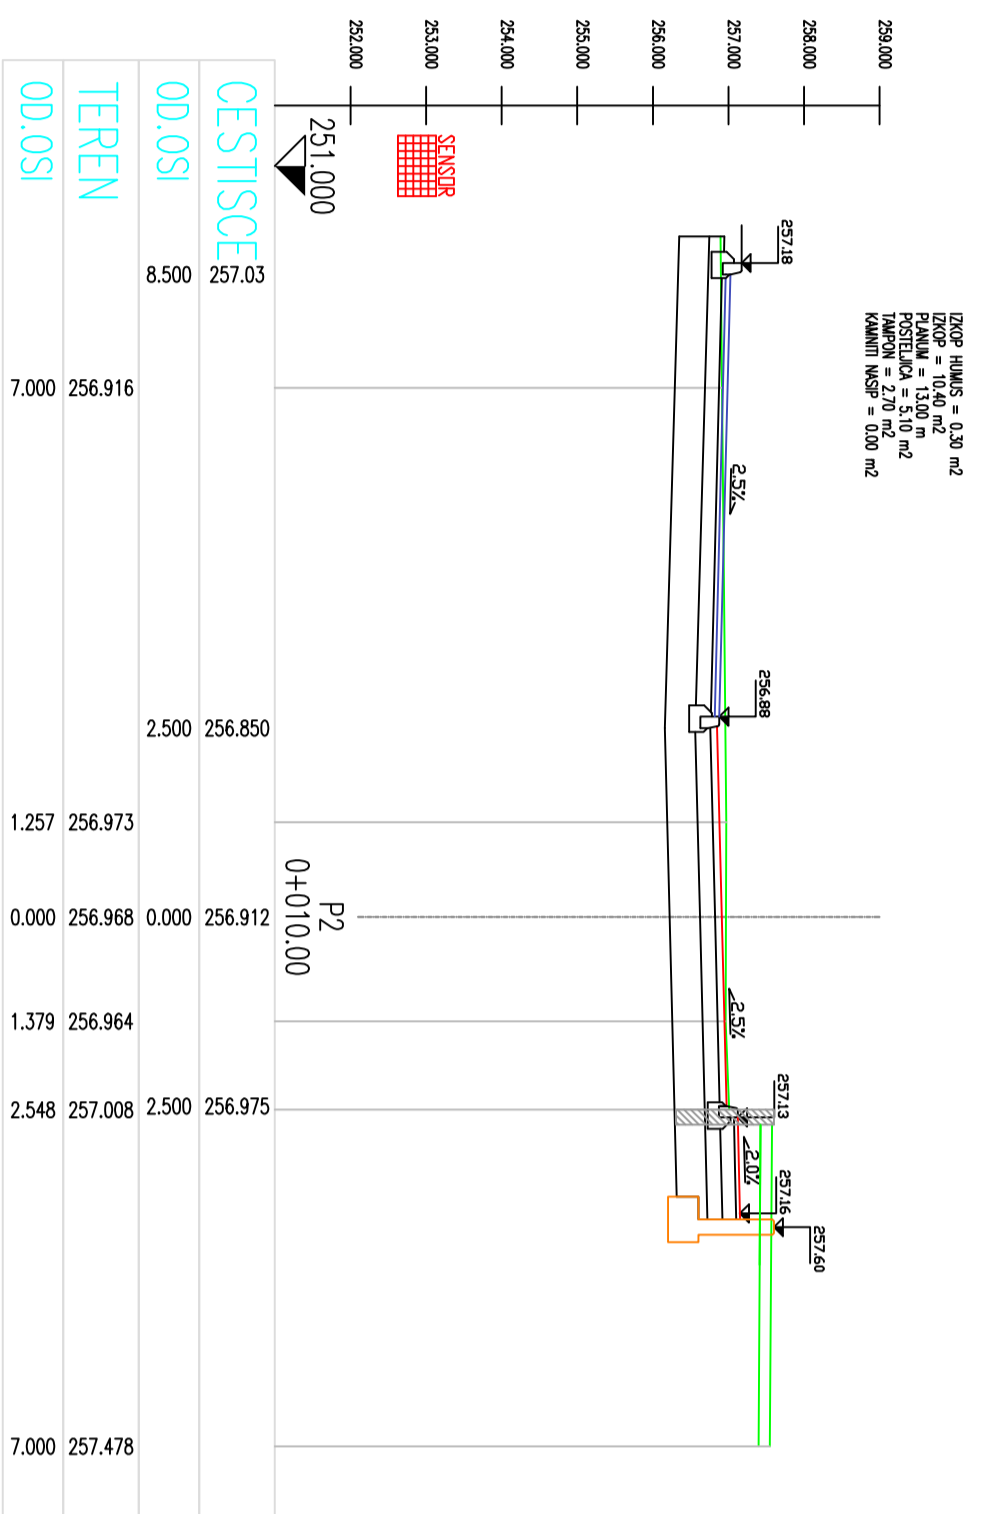 IZKOP HUMUS = 0.30 m2
IZKOP = 10.40 m2
PLANUM = 13.00 m
POSTELJICA = 5.10 m2
TAMPON = 2.70 m2
KAMNITI NASIP = 0.00 m2
259.000
258.000
257.000
256.000
255.000
254.000
253.000
252.000
SENSOR
251.000
257.18
2.5%
256.88
2.5%
257.13
2.0%
257.16
257.60
P2
0+010.00
CESTISCE 257.03 256.850 256.912 256.975
OD.OSI 8.500 2.500 0.000 2.500
TEREN 256.916 256.973 256.968 256.964 257.008 257.478
OD.OSI 7.000 1.257 0.000 1.379 2.548 7.000